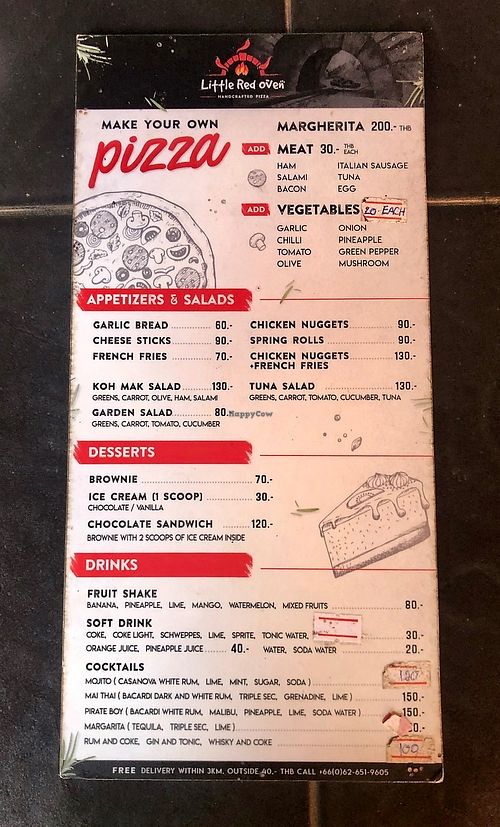 Little Red Oven
HANDCRAFTED PIZZA
MAKE YOUR OWN
pizza
MARGHERITA 200.- THB
ADD MEAT 30.- THB EACH
HAM ITALIAN SAUSAGE
SALAMI TUNA
BACON EGG
ADD VEGETABLES 20.- EACH
GARLIC ONION
CHILLI PINEAPPLE
TOMATO GREEN PEPPER
OLIVE MUSHROOM
APPETIZERS & SALADS
GARLIC BREAD 60.-
CHEESE STICKS 90.-
FRENCH FRIES 70.-
CHICKEN NUGGETS 90.-
SPRING ROLLS 90.-
CHICKEN NUGGETS 130.-
+FRENCH FRIES
KOH MAK SALAD 130.-
GREENS, CARROT, OLIVE, HAM, SALAMI
TUNA SALAD 130.-
GREENS, CARROT, TOMATO, CUCUMBER, TUNA
GARDEN SALAD 80.-
GREENS, CARROT, TOMATO, CUCUMBER
HappyCow
DESSERTS
BROWNIE 70.-
ICE CREAM (1 SCOOP) 30.-
CHOCOLATE / VANILLA
CHOCOLATE SANDWICH 120.-
BROWNIE WITH 2 SCOOPS OF ICE CREAM INSIDE
DRINKS
FRUIT SHAKE
BANANA, PINEAPPLE, LIME, MANGO, WATERMELON, MIXED FRUITS 80.-
SOFT DRINK
COKE, COKE LIGHT, SCHWEPPES, LIME, SPRITE, TONIC WATER, 30.-
ORANGE JUICE, PINEAPPLE JUICE 40.- WATER, SODA WATER 20.-
COCKTAILS
MOJITO ( CASANOVA WHITE RUM, LIME, MINT, SUGAR, SODA )
MAI THAI ( BACARDI DARK AND WHITE RUM, TRIPLE SEC, GRENADINE, LIME ) 150.-
PIRATE BOY ( BACARDI WHITE RUM, MALIBU, PINEAPPLE, LIME, SODA WATER ) 150.-
MARGARITA ( TEQUILA, TRIPLE SEC, LIME ) 0.-
RUM AND COKE, GIN AND TONIC, WHISKY AND COKE 100
FREE DELIVERY WITHIN 3KM, OUTSIDE 40.- THB CALL +66(0)62-651-9605